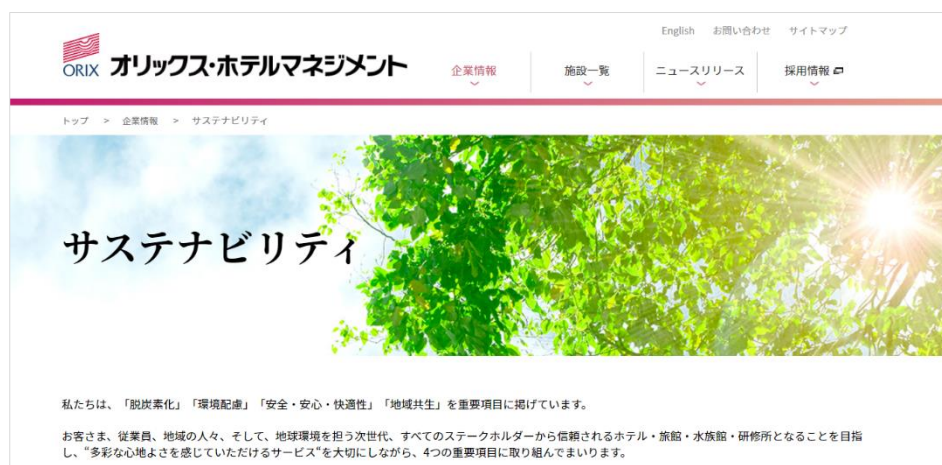 English お問い合わせ サイトマップ
ORIX オリックス・ホテルマネジメント
企業情報 施設一覧 ニュースリリース 採用情報
トップ > 企業情報 > サステナビリティ
サステナビリティ
私たちは、「脱炭素化」「環境配慮」「安全・安心・快適性」「地域共生」を重要項目に掲げています。
お客さま、従業員、地域の人々、そして、地球環境を担う次世代、すべてのステークホルダーから信頼されるホテル・旅館・水族館・研修所となることを目指
し、“多彩な心地よさを感じていただけるサービス“を大切にしながら、4つの重要項目に取り組んでまいります。